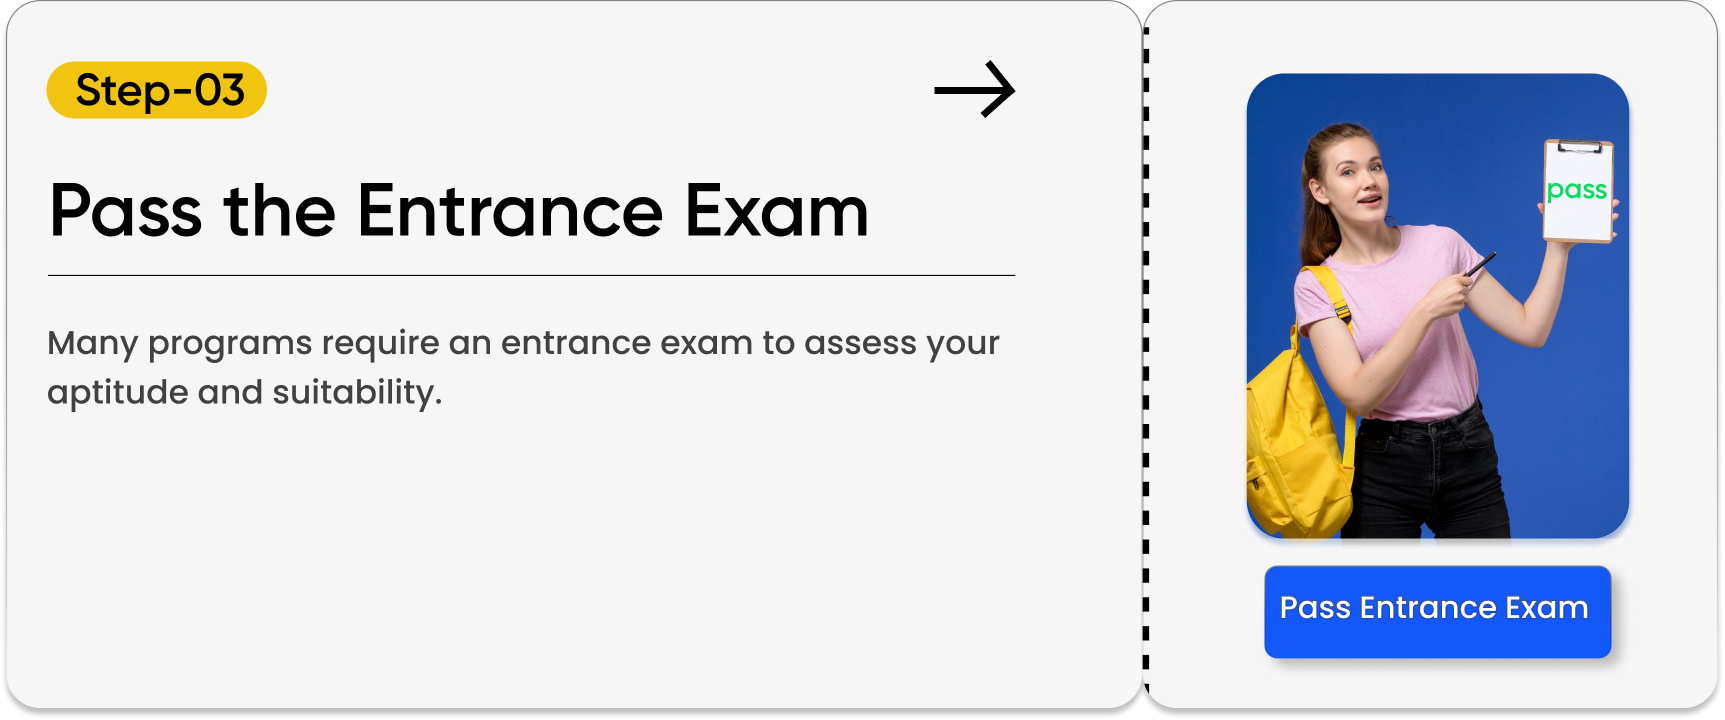 Step-03
Pass the Entrance Exam
Many programs require an entrance exam to assess your
aptitude and suitability.
pass
Pass Entrance Exam